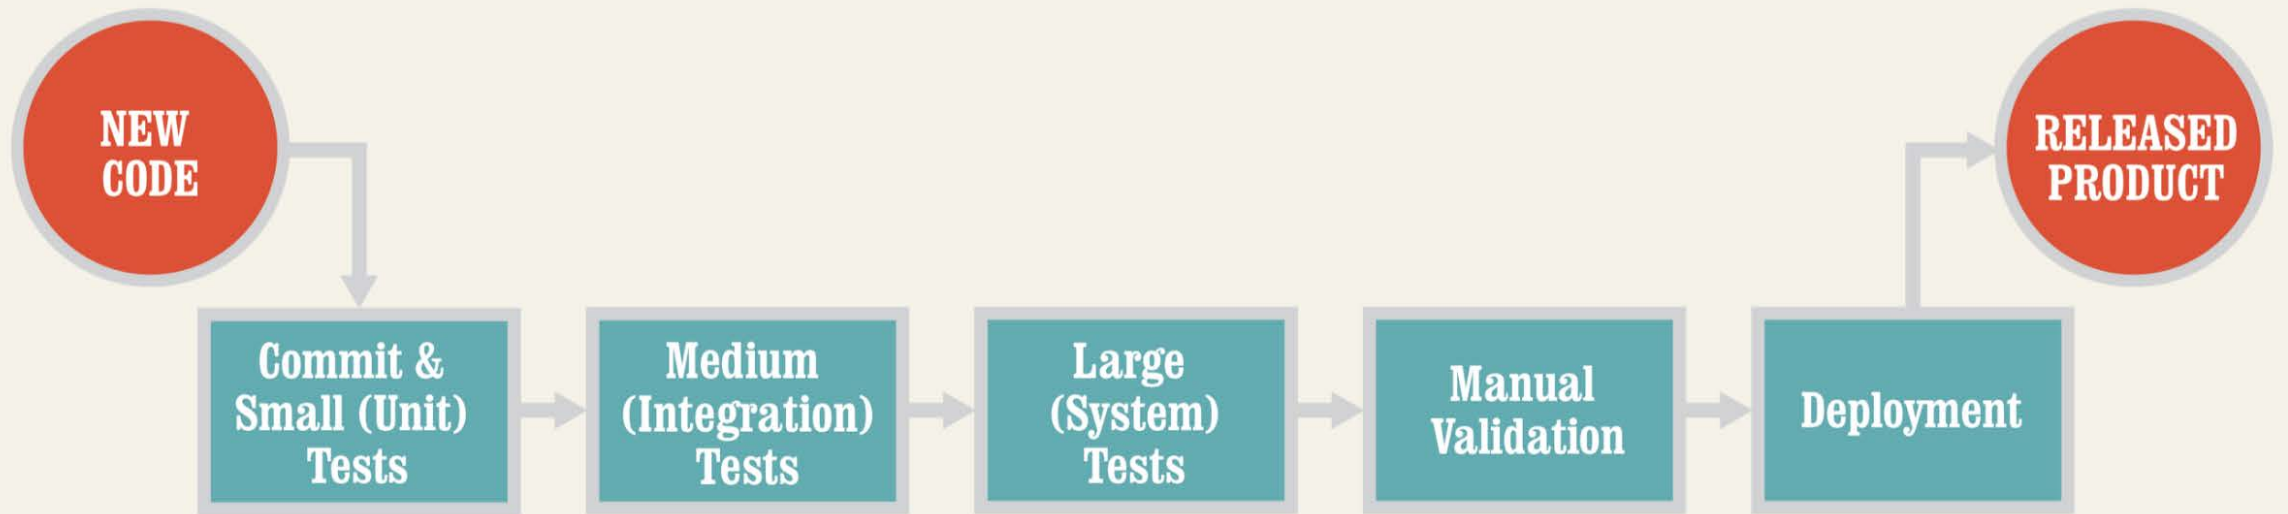 NEW
CODE
RELEASED
PRODUCT
Commit &
Small (Unit)
Tests
Medium
(Integration)
Tests
Large
(System)
Tests
Manual
Validation
Deployment